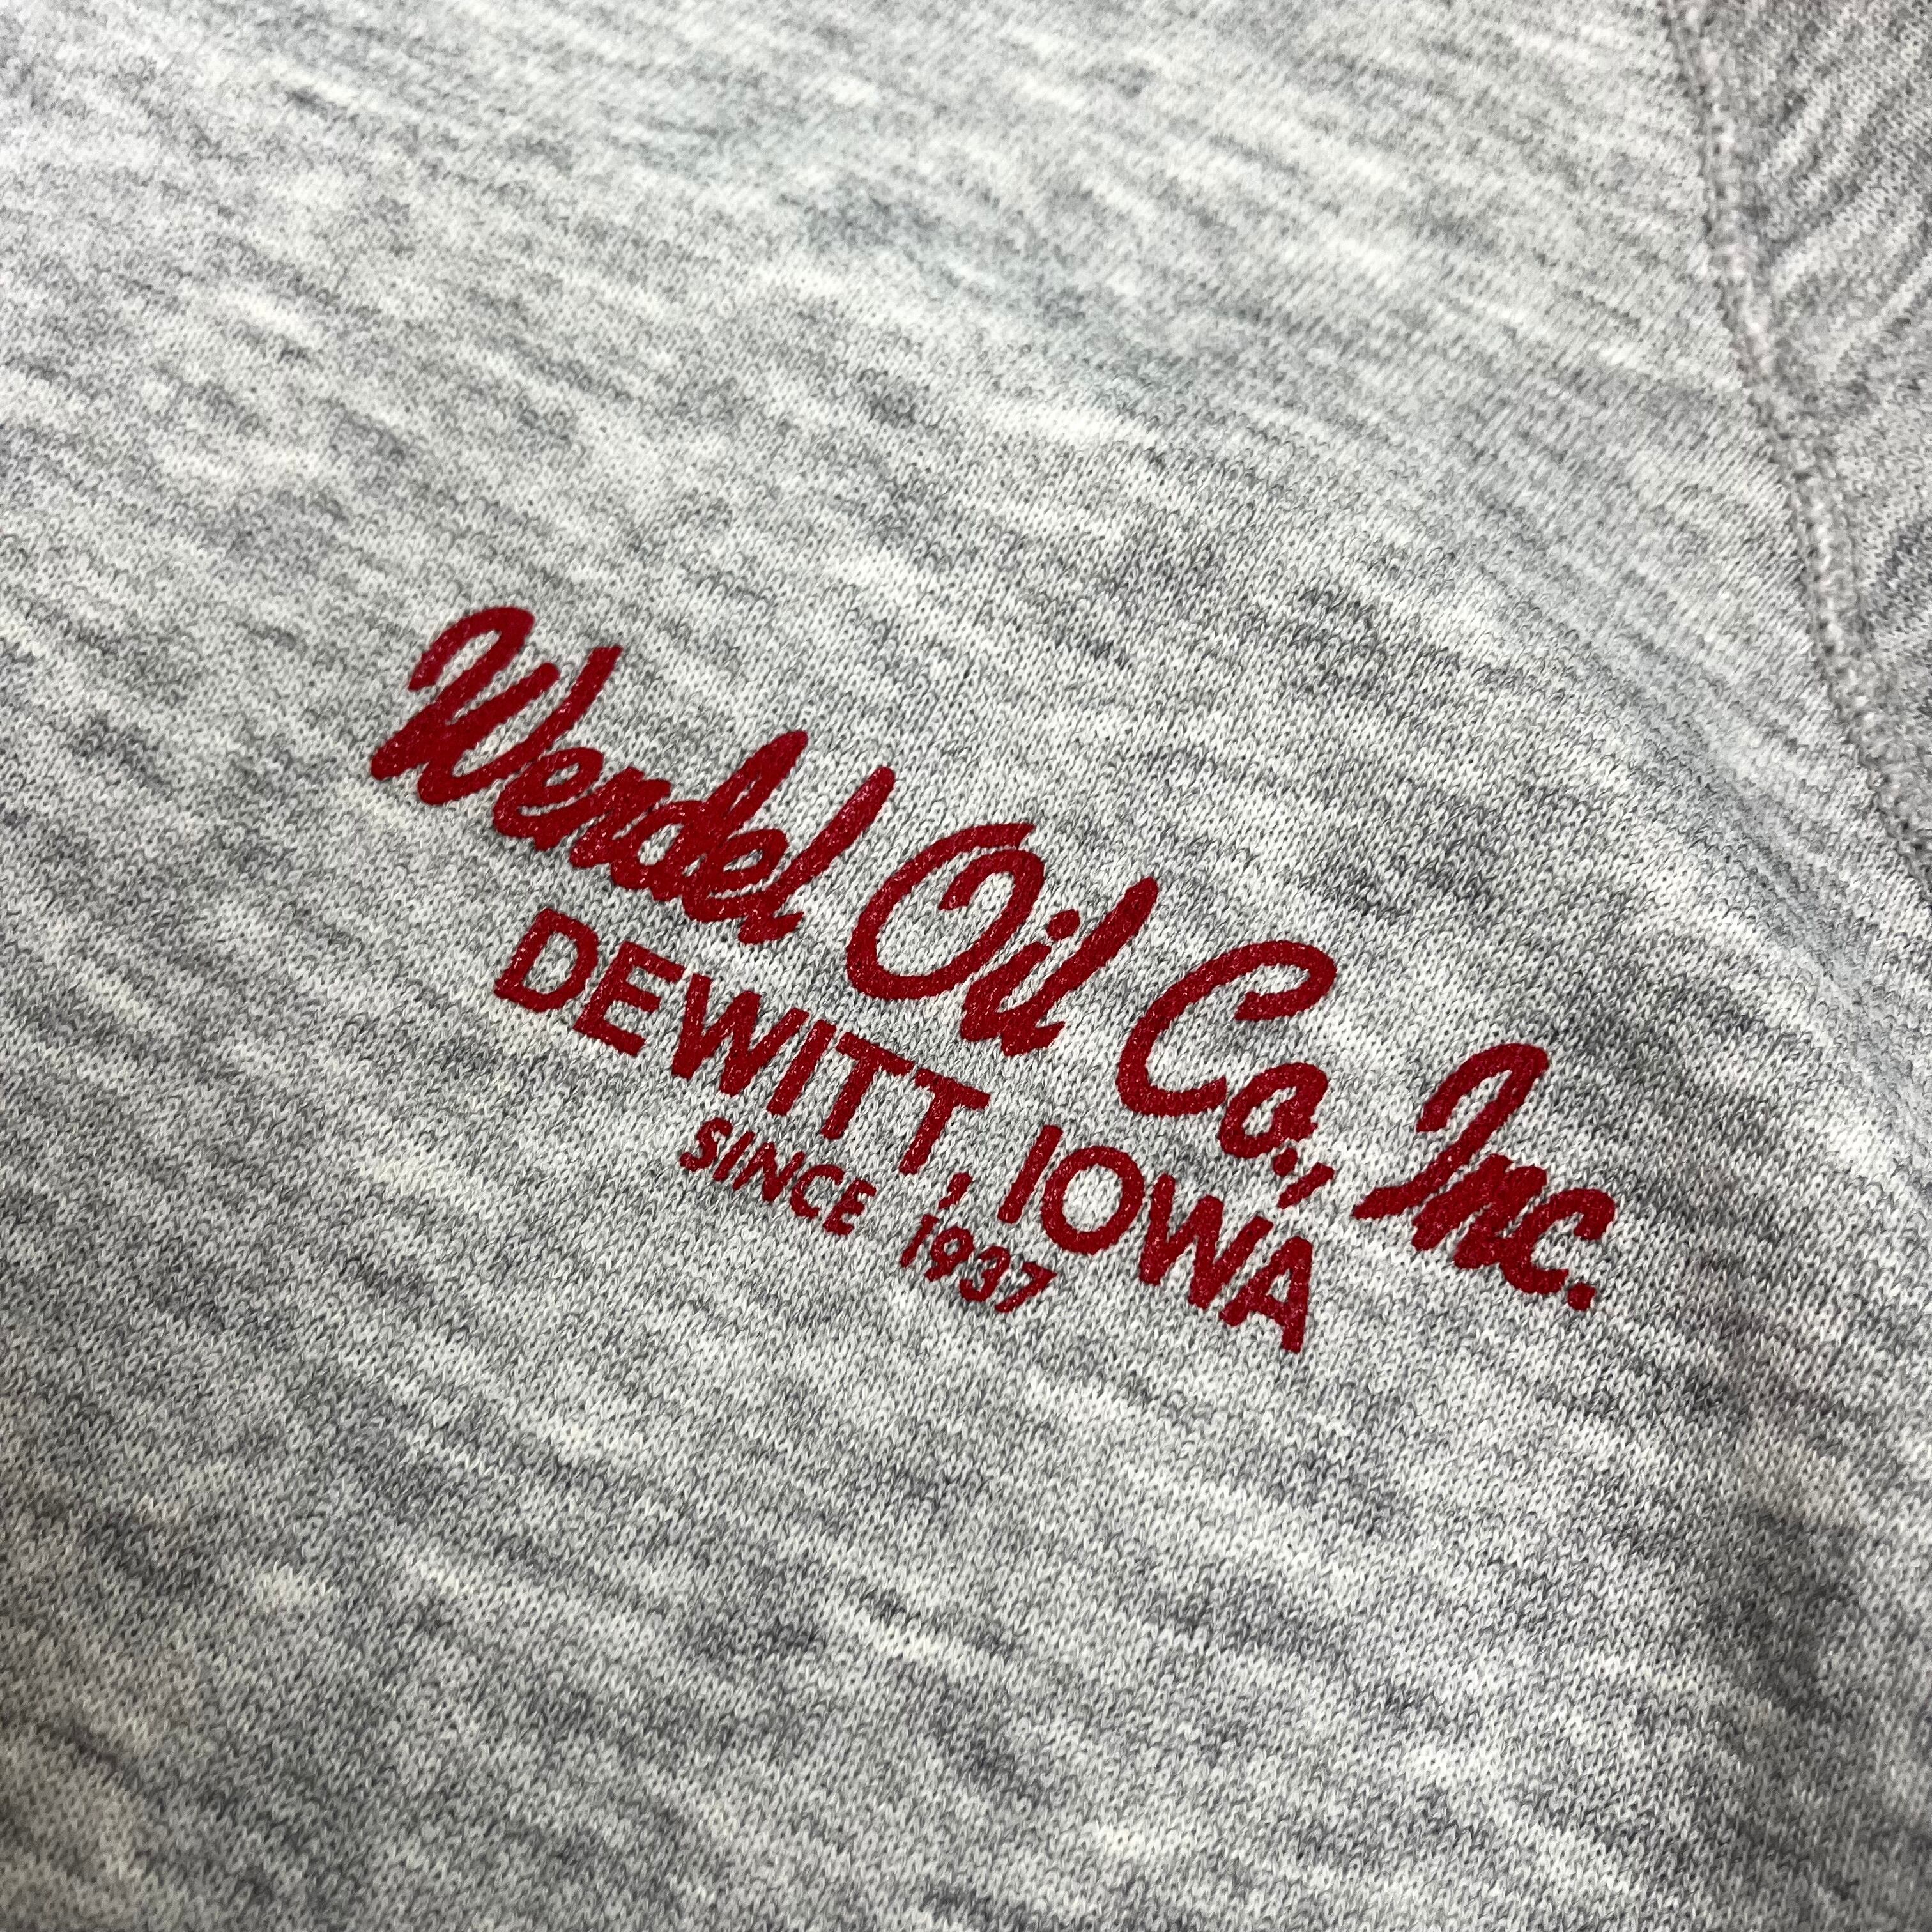 Wendel Oil Co., Inc.
DEWITT, IOWA
SINCE 1937